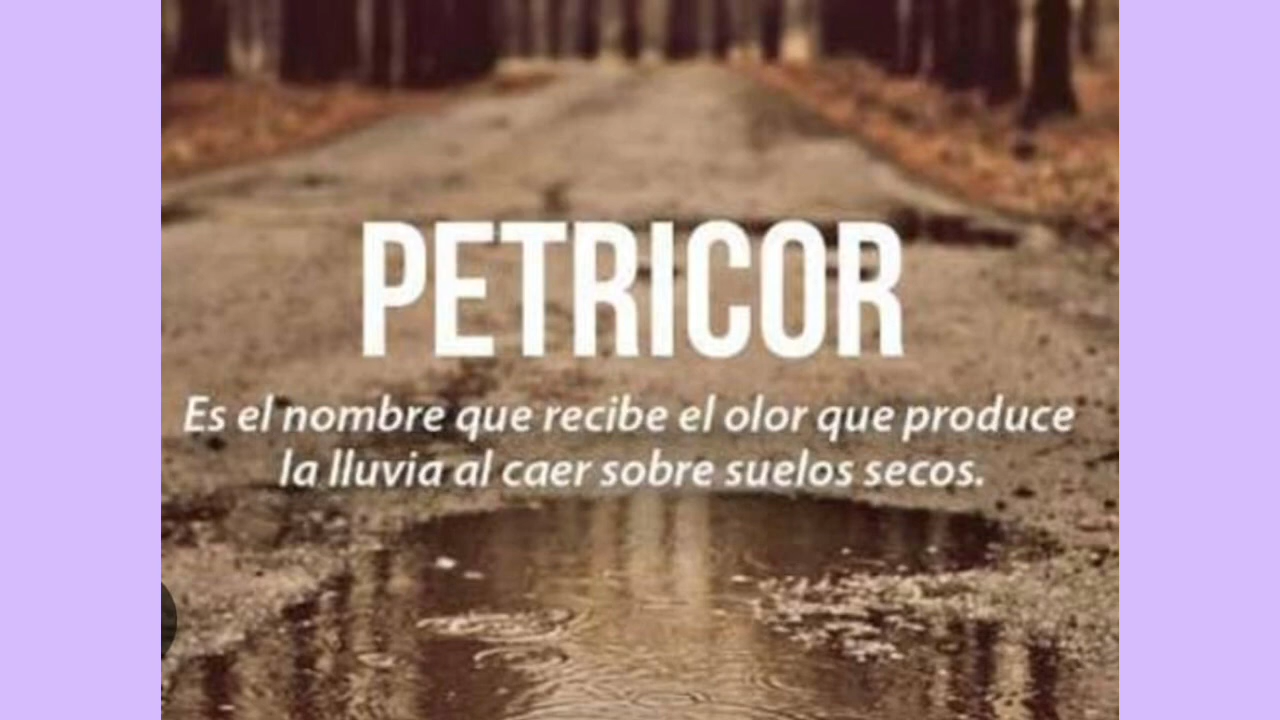 PETRICOR
Es el nombre que recibe el olor que produce
la lluvia al caer sobre suelos secos.